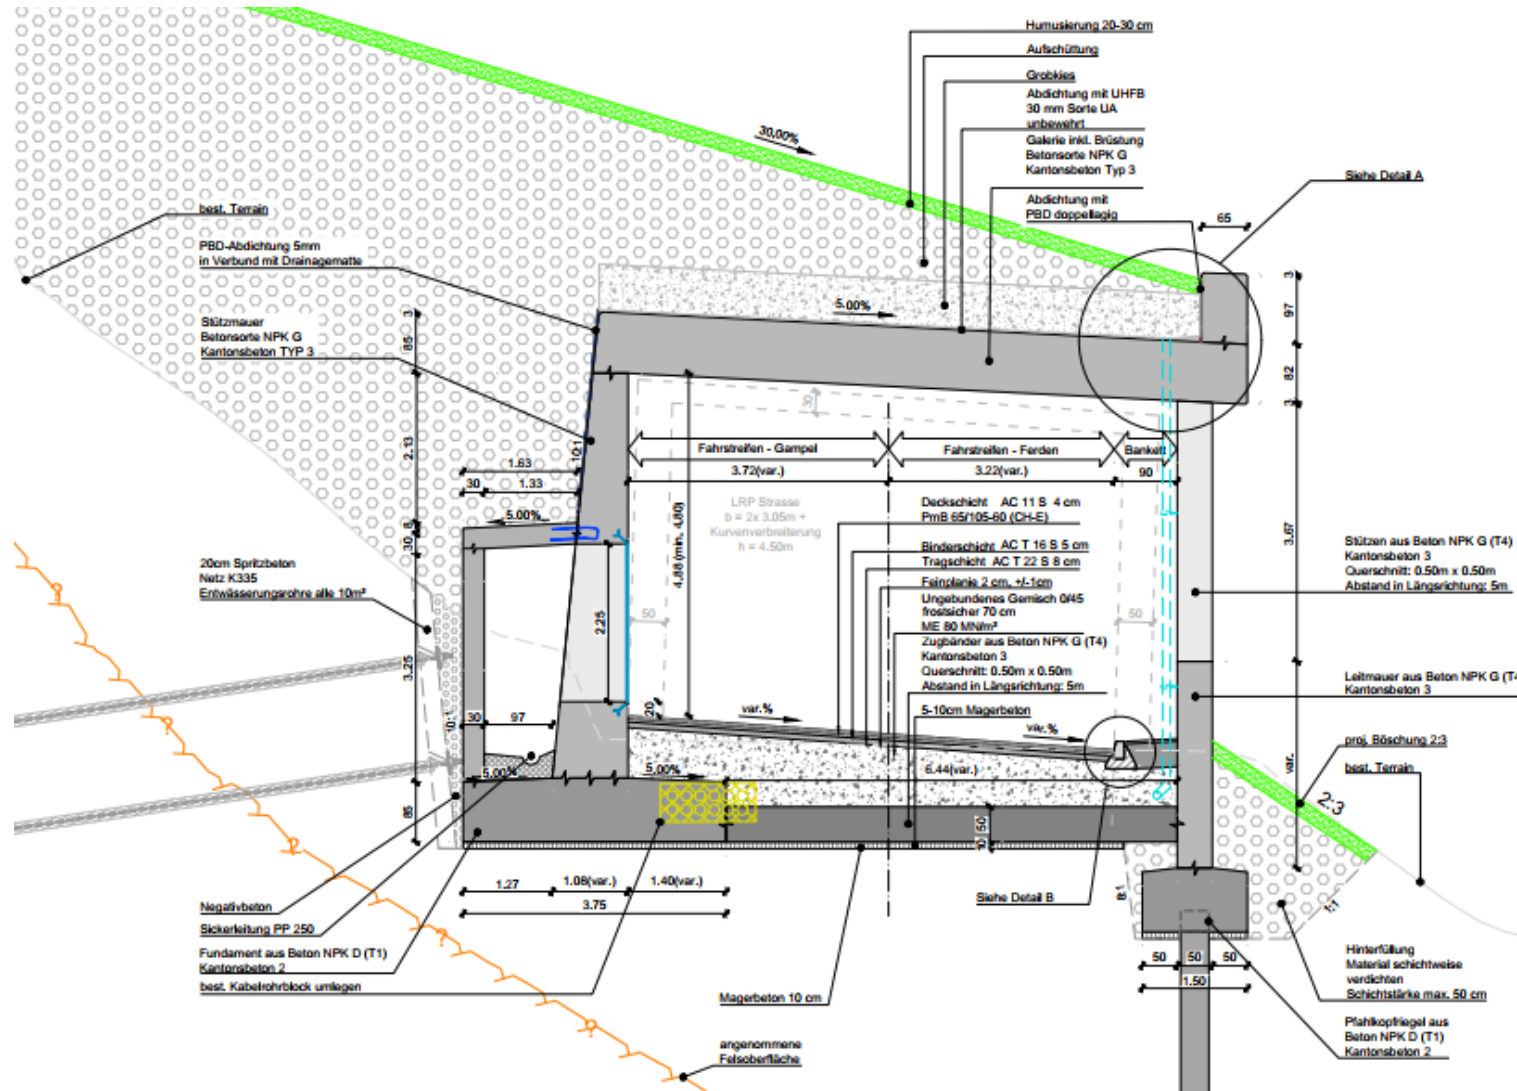 Humusierung 20-30 cm
Aufschüttung
Grobkies
Abdichtung mit UHFB
30 mm Sorte UA
unbewehrt
Galerie inkl. Brüstung
Betonsorte NPK G
Kantonsbeton Typ 3
Abdichtung mit
PBD doppellagig
30,00%
Siehe Detail A
65
best. Terrain
PBD-Abdichtung 5mm
in Verbund mit Drainagematte
Stützmauer
Betonsorte NPK G
Kantonsbeton TYP 3
5.00%
3
97
82
3
3
85
2.13
8
30
3.25
85
10:1
1.63
30
1.33
5.00%
30
Fahrstreifen - Gampel
Fahrstreifen - Ferden
Bankett
3.72(var.)
3.22(var.)
90
LRP Strasse
b = 2x 3.05m +
Kurvenverbreiterung
h = 4.50m
4.88(min. 4.80)
Deckschicht AC 11 S 4 cm
PmB 65/105-60 (CH-E)
Binderschicht AC T 16 S 5 cm
Tragschicht AC T 22 S 8 cm
Feinplanie 2 cm, +/-1cm
Ungebundenes Gemisch 0/45
frostsicher 70 cm
ME 80 MN/m²
Zugbänder aus Beton NPK G (T4)
Kantonsbeton 3
Querschnitt: 0.50m x 0.50m
Abstand in Längsrichtung: 5m
5-10cm Magerbeton
50
50
3.67
Stützen aus Beton NPK G (T4)
Kantonsbeton 3
Querschnitt: 0.50m x 0.50m
Abstand in Längsrichtung: 5m
20cm Spritzbeton
Netz K335
Entwässerungsrohre alle 10m²
2.25
20
var.%
var.%
Leitmauer aus Beton NPK G (T4
Kantonsbeton 3
10:1
30
97
5.00%
5.00%
6.44(var.)
var.
proj. Böschung 2:3
best. Terrain
2:3
50
10
1.27
1.08(var.)
1.40(var.)
3.75
Siehe Detail B
8:1
1:1
Negativbeton
Sickerleitung PP 250
Fundament aus Beton NPK D (T1)
Kantonsbeton 2
best. Kabelrohrblock umlegen
Magerbeton 10 cm
50
50
50
1.50
Hinterfüllung
Material schichtweise
verdichten
Schichtstärke max. 50 cm
Pfahlkopfriegel aus
Beton NPK D (T1)
Kantonsbeton 2
angenommene
Felsoberfläche